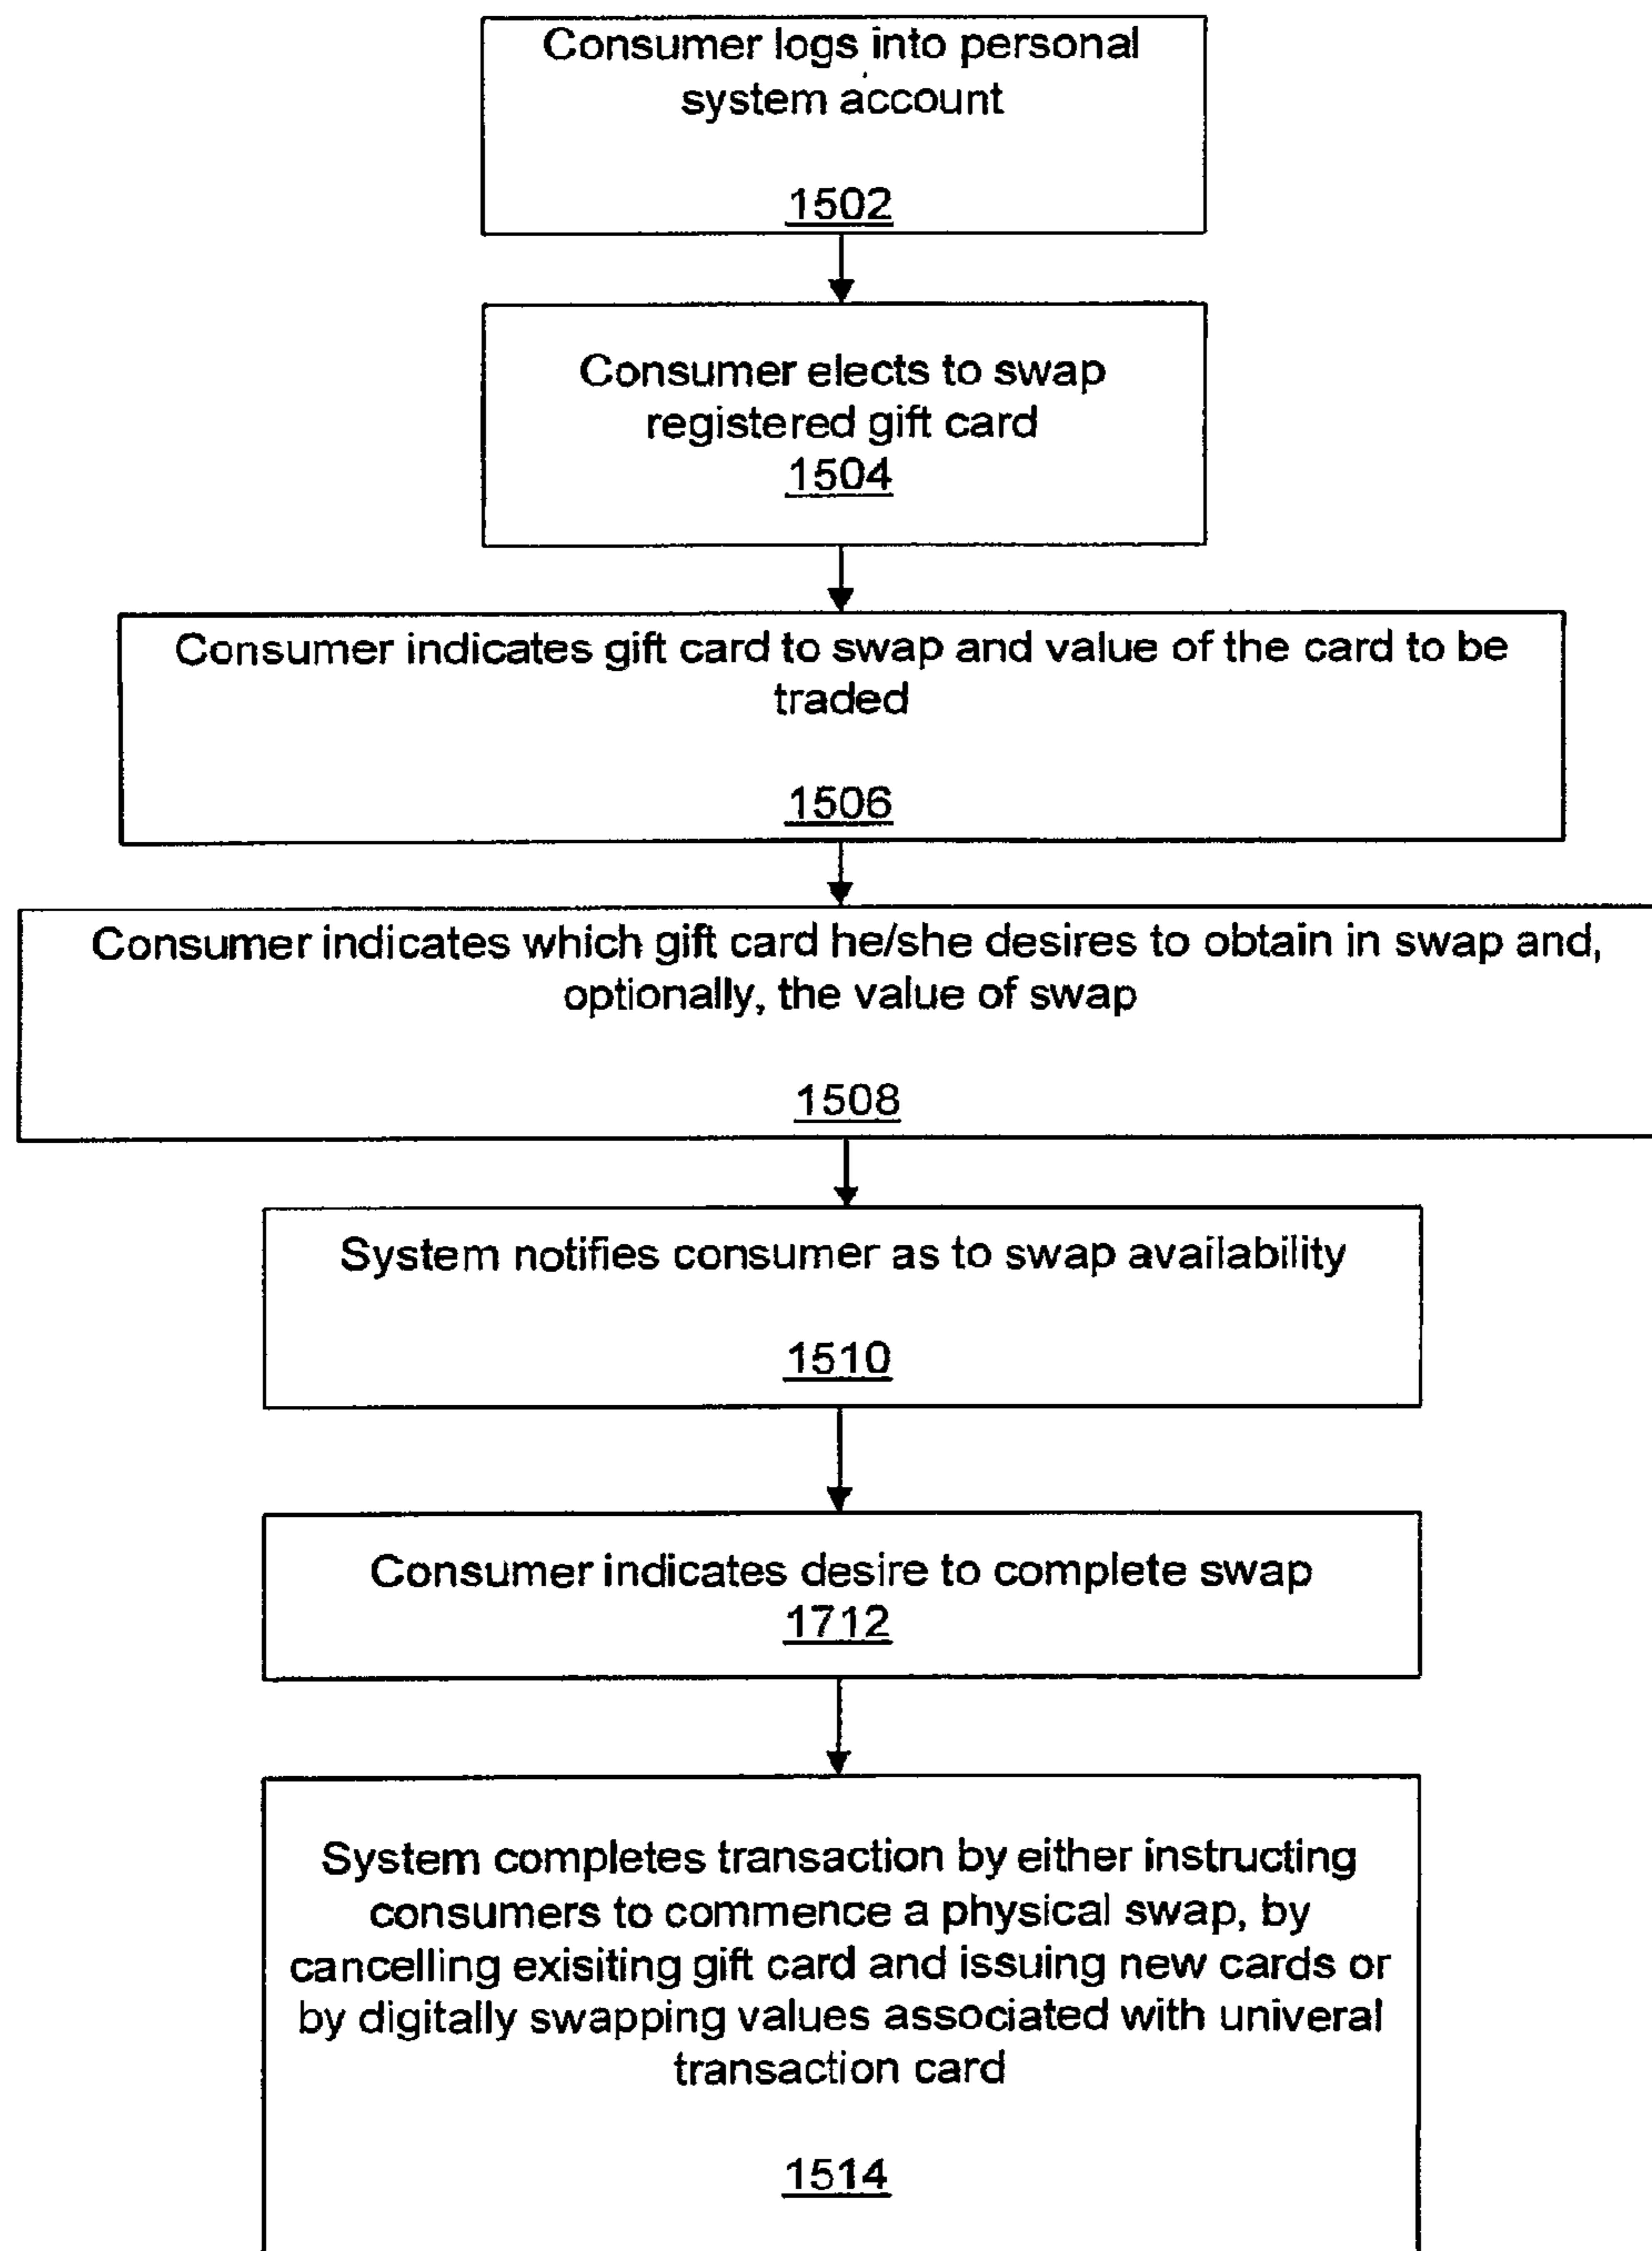 Consumer logs into personal
system account
1502
Consumer elects to swap
registered gift card
1504
Consumer indicates gift card to swap and value of the card to be
traded
1506
Consumer indicates which gift card he/she desires to obtain in swap and,
optionally, the value of swap
1508
System notifies consumer as to swap availability
1510
Consumer indicates desire to complete swap
1712
System completes transaction by either instructing
consumers to commence a physical swap, by
cancelling exisiting gift card and issuing new cards or
by digitally swapping values associated with univeral
transaction card
1514